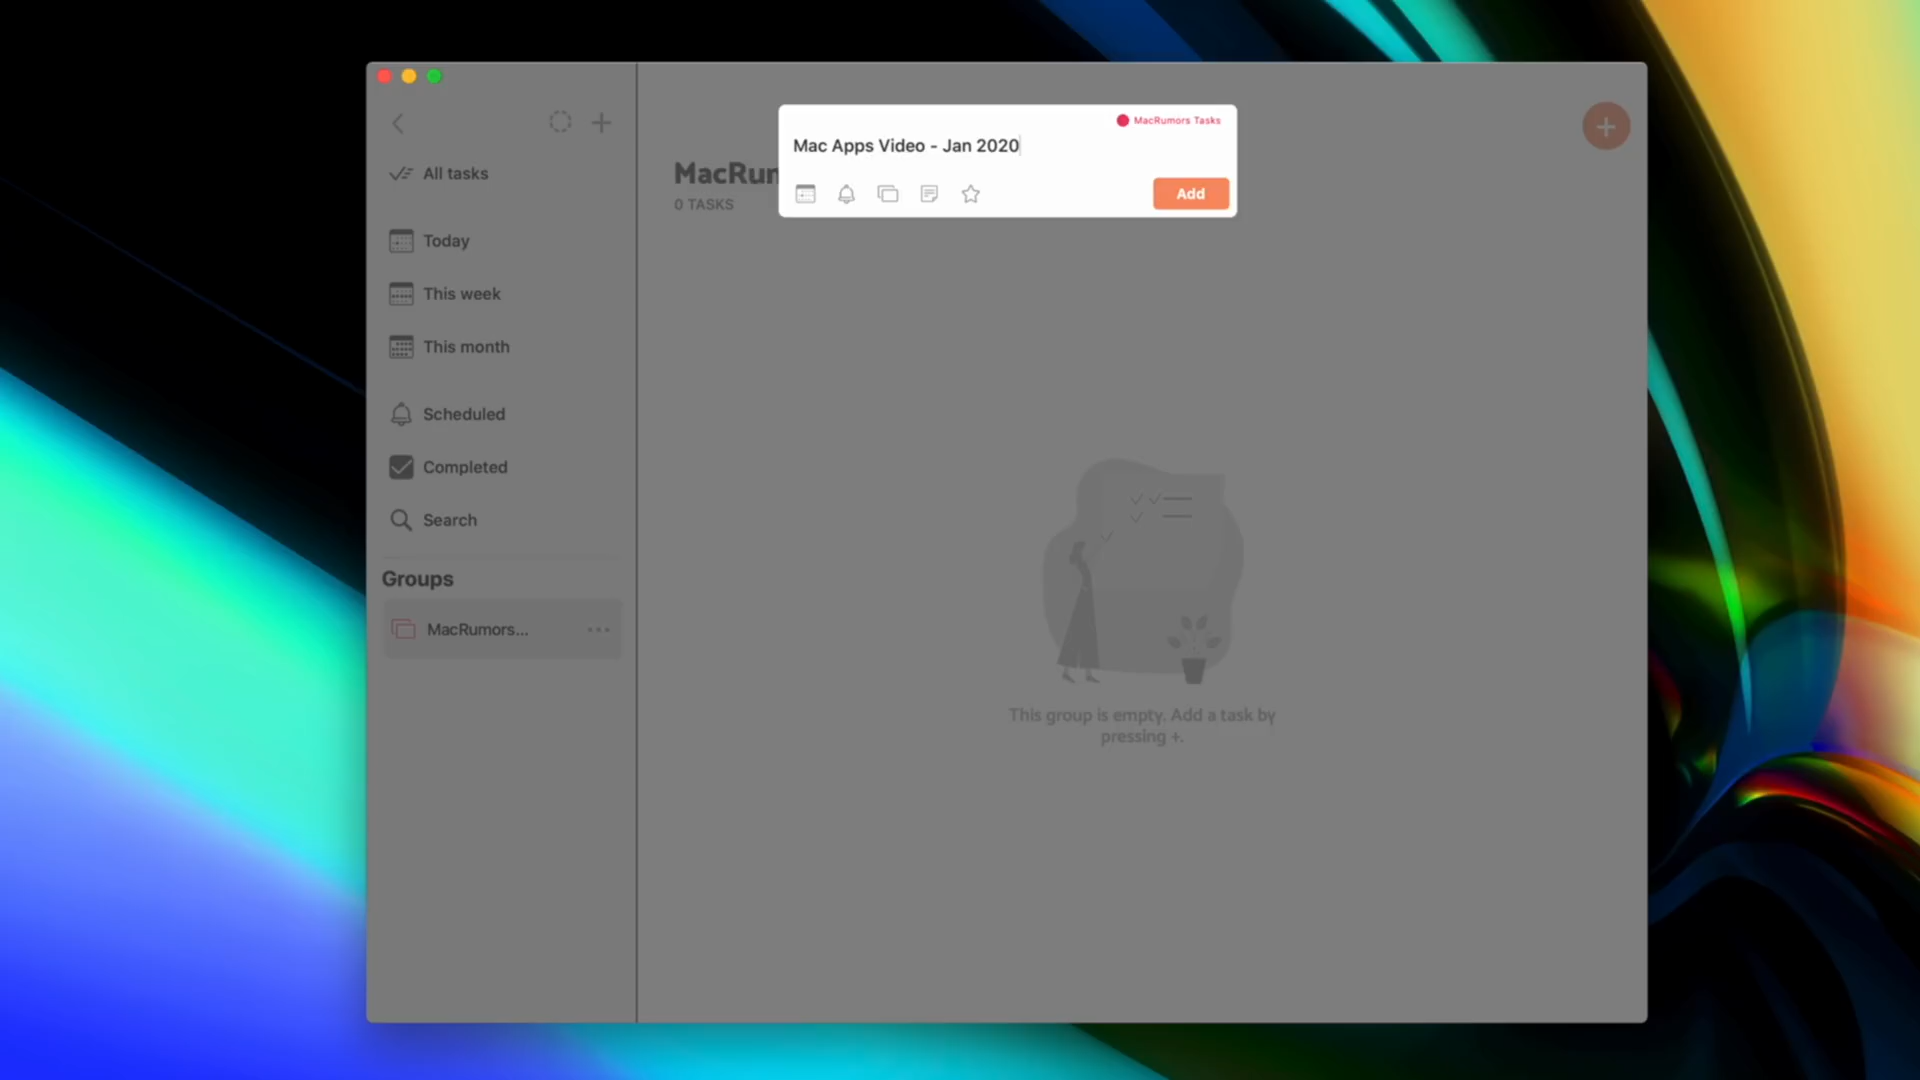 All tasks
Today
This week
This month
Scheduled
Completed
Search
Groups
MacRumors...
MacRumors Tasks
Mac Apps Video - Jan 2020
Add
MacRum
0 TASKS
This group is empty. Add a task by
pressing +.